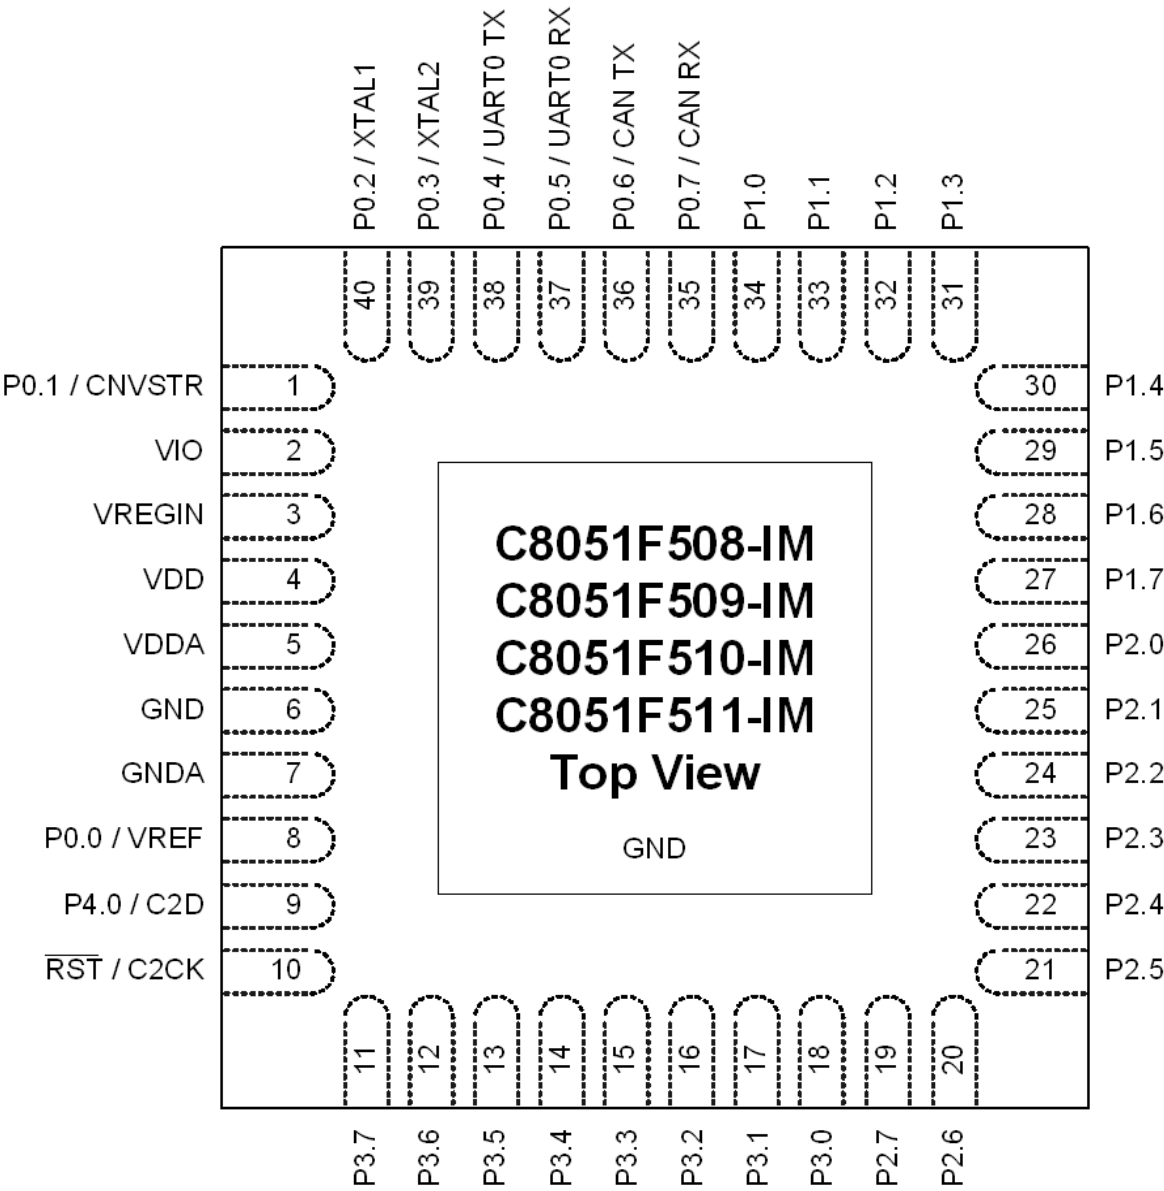 P0.2 / XTAL1
P0.3 / XTAL2
P0.4 / UART0 TX
P0.5 / UART0 RX
P0.6 / CAN TX
P0.7 / CAN RX
P1.0
P1.1
P1.2
P1.3
40
39
38
37
36
35
34
33
32
31
P0.1 / CNVSTR 1
VIO 2
VREGIN 3
VDD 4
VDDA 5
GND 6
GNDA 7
P0.0 / VREF 8
P4.0 / C2D 9
R̅S̅T̅ / C2CK 10
C8051F508-IM
C8051F509-IM
C8051F510-IM
C8051F511-IM
Top View
GND
30 P1.4
29 P1.5
28 P1.6
27 P1.7
26 P2.0
25 P2.1
24 P2.2
23 P2.3
22 P2.4
21 P2.5
11
12
13
14
15
16
17
18
19
20
P3.7
P3.6
P3.5
P3.4
P3.3
P3.2
P3.1
P3.0
P2.7
P2.6